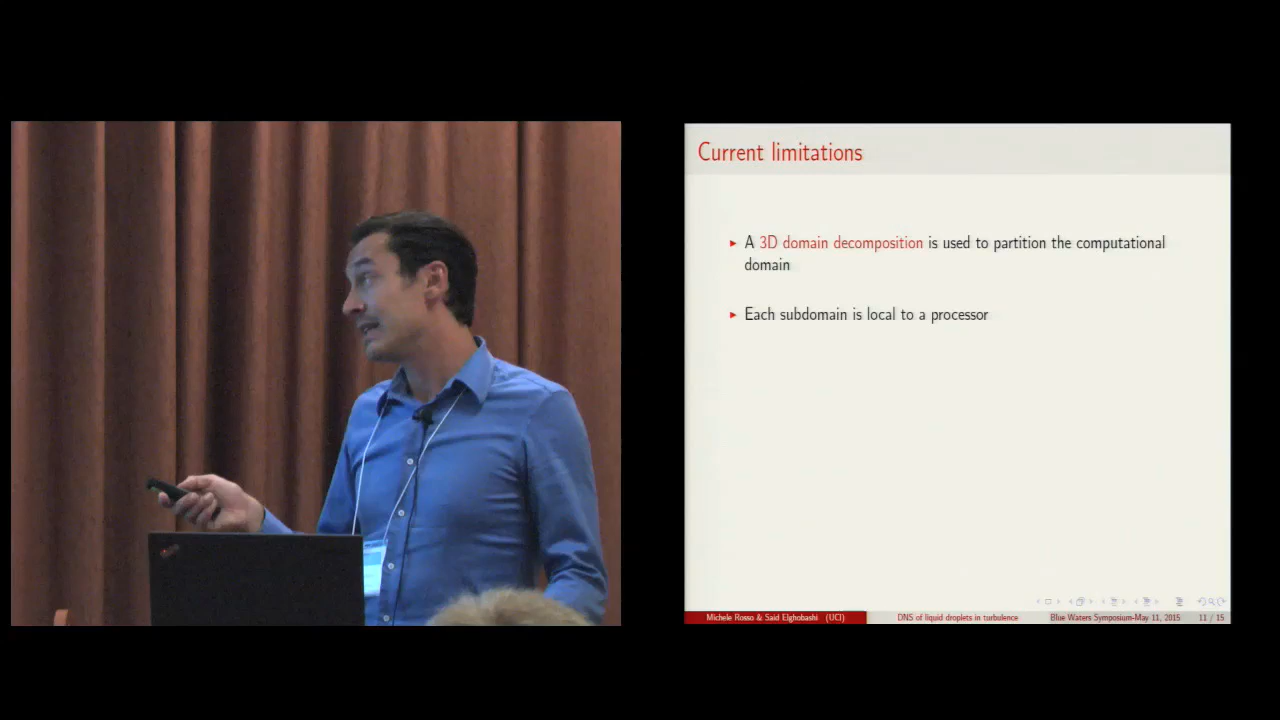 Current limitations
▸ A 3D domain decomposition is used to partition the computational
domain
▸ Each subdomain is local to a processor
Michele Rosso & Said Elghobashi (UCI) DNS of liquid droplets in turbulence Blue Waters Symposium-May 11, 2015 11 / 15